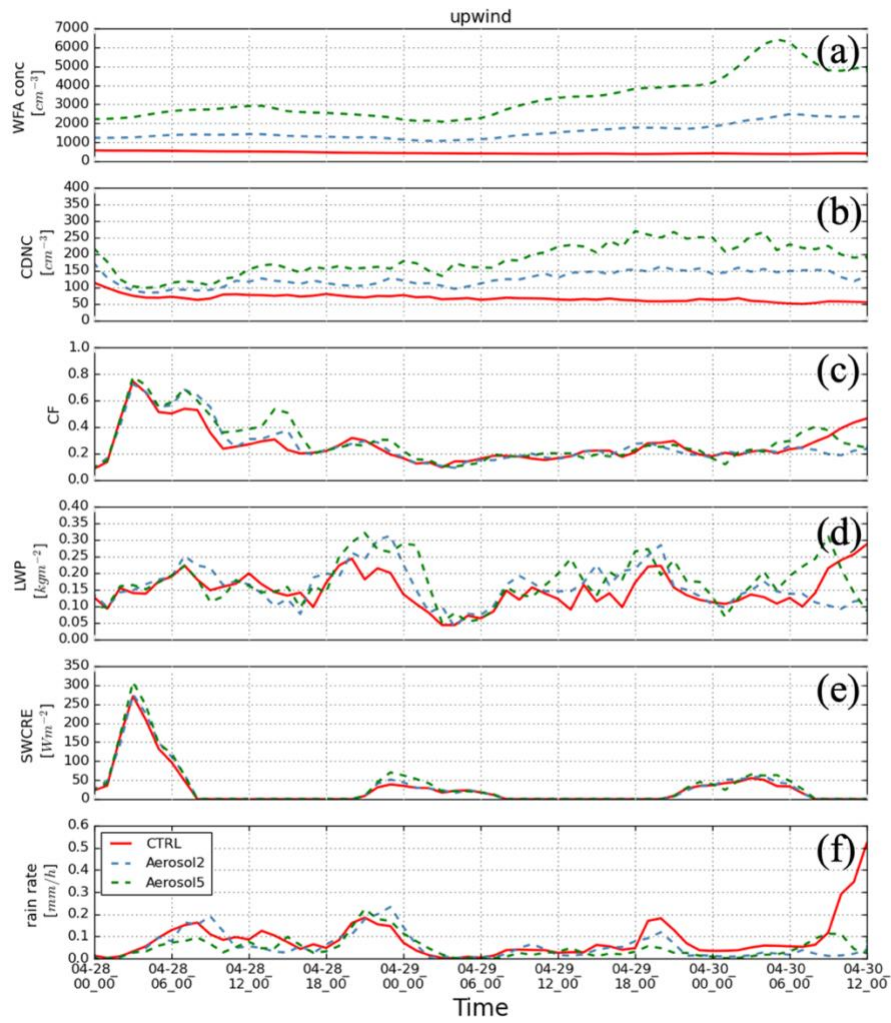 upwind
(a)
WFA conc
[cm⁻³]
7000
6000
5000
4000
3000
2000
1000
0
(b)
CDNC
[cm⁻³]
400
350
300
250
200
150
100
50
0
(c)
CF
1.0
0.8
0.6
0.4
0.2
0.0
(d)
LWP
[kgm⁻²]
0.40
0.35
0.30
0.25
0.20
0.15
0.10
0.05
0.00
(e)
SWCRE
[Wm⁻²]
350
300
250
200
150
100
50
0
(f)
rain rate
[mm/h]
0.6
0.5
0.4
0.3
0.2
0.1
0.0
CTRL
Aerosol2
Aerosol5
04-28 04-28 04-28 04-28 04-29 04-29 04-29 04-29 04-30 04-30 04-30
00_00 06_00 12_00 18_00 00_00 06_00 12_00 18_00 00_00 06_00 12_00
Time